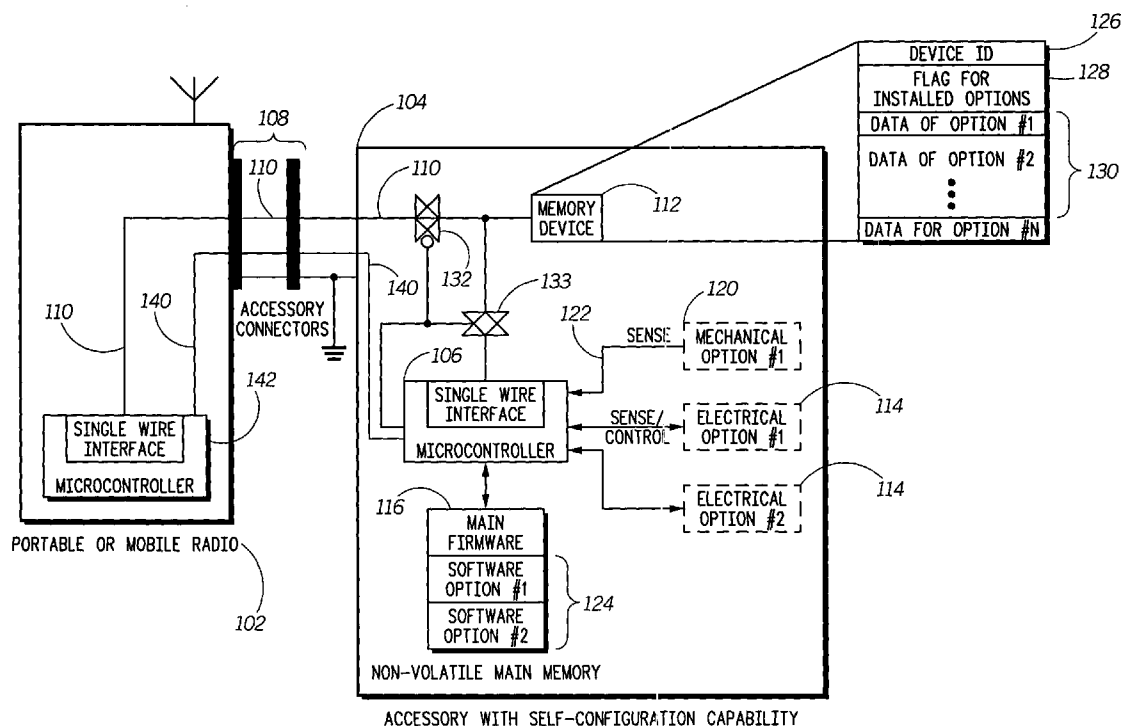 126
DEVICE ID
128
FLAG FOR
INSTALLED OPTIONS
DATA OF OPTION #1
DATA OF OPTION #2
130
DATA FOR OPTION #N
108
104
110
110
MEMORY
DEVICE
112
132
140
133
ACCESSORY
CONNECTORS
110
140
142
SINGLE WIRE
INTERFACE
MICROCONTROLLER
PORTABLE OR MOBILE RADIO
102
106
SINGLE WIRE
INTERFACE
MICROCONTROLLER
122
SENSE
120
MECHANICAL
OPTION #1
SENSE/
CONTROL
114
ELECTRICAL
OPTION #1
114
ELECTRICAL
OPTION #2
116
MAIN
FIRMWARE
SOFTWARE
OPTION #1
SOFTWARE
OPTION #2
124
NON-VOLATILE MAIN MEMORY
ACCESSORY WITH SELF-CONFIGURATION CAPABILITY